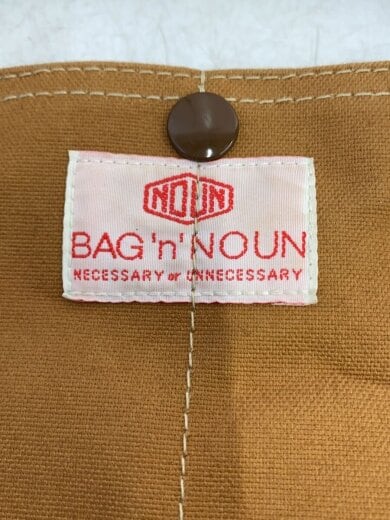 NOUN
BAG 'n' NOUN
NECESSARY or UNNECESSARY